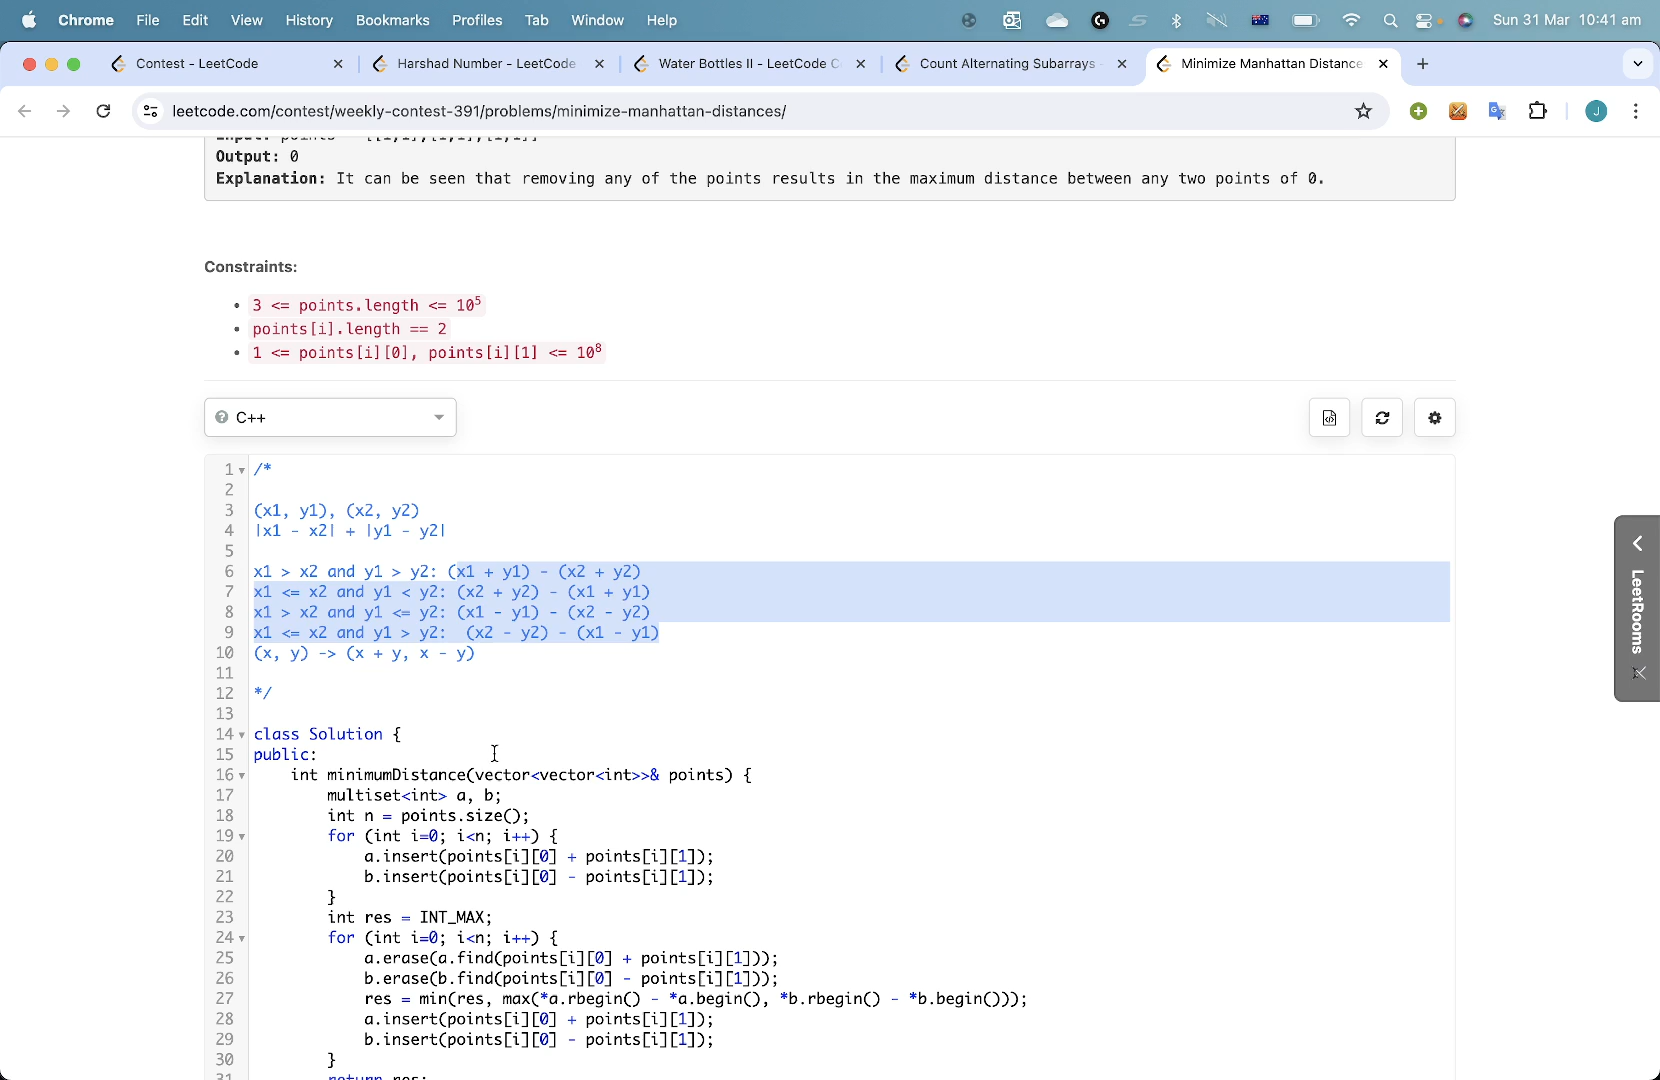 Chrome File Edit View History Bookmarks Profiles Tab Window Help Sun 31 Mar 10:41 am
Contest - LeetCode Harshad Number - LeetCode Water Bottles II - LeetCode C Count Alternating Subarrays - Minimize Manhattan Distance
leetcode.com/contest/weekly-contest-391/problems/minimize-manhattan-distances/ J
Output: 0
Explanation: It can be seen that removing any of the points results in the maximum distance between any two points of 0.
Constraints:
• 3 <= points.length <= 10⁵
• points[i].length == 2
• 1 <= points[i][0], points[i][1] <= 10⁸
C++
LeetRooms
1 /*
2
3 (x1, y1), (x2, y2)
4 |x1 - x2| + |y1 - y2|
5
6 x1 > x2 and y1 > y2: (x1 + y1) - (x2 + y2)
7 x1 <= x2 and y1 < y2: (x2 + y2) - (x1 + y1)
8 x1 > x2 and y1 <= y2: (x1 - y1) - (x2 - y2)
9 x1 <= x2 and y1 > y2:  (x2 - y2) - (x1 - y1)
10 (x, y) -> (x + y, x - y)
11
12 */
13
14 class Solution {
15 public:
16     int minimumDistance(vector<vector<int>>& points) {
17         multiset<int> a, b;
18         int n = points.size();
19         for (int i=0; i<n; i++) {
20             a.insert(points[i][0] + points[i][1]);
21             b.insert(points[i][0] - points[i][1]);
22         }
23         int res = INT_MAX;
24         for (int i=0; i<n; i++) {
25             a.erase(a.find(points[i][0] + points[i][1]));
26             b.erase(b.find(points[i][0] - points[i][1]));
27             res = min(res, max(*a.rbegin() - *a.begin(), *b.rbegin() - *b.begin()));
28             a.insert(points[i][0] + points[i][1]);
29             b.insert(points[i][0] - points[i][1]);
30         }
31         return res;